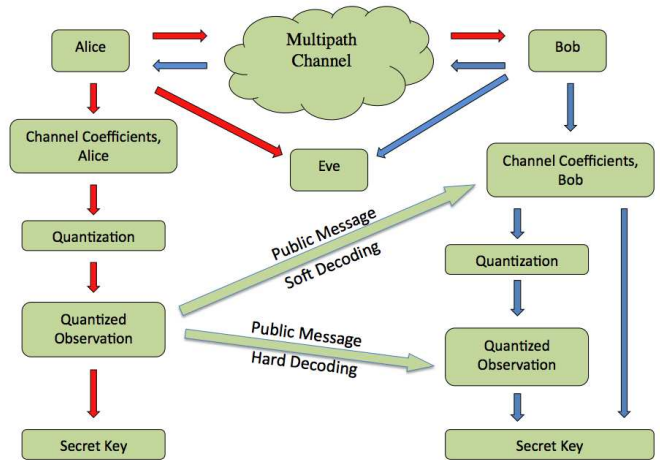 Alice
Multipath
Channel
Bob
Channel Coefficients,
Alice
Eve
Channel Coefficients,
Bob
Public Message
Soft Decoding
Quantization
Quantization
Quantized
Observation
Public Message
Hard Decoding
Quantized
Observation
Secret Key
Secret Key